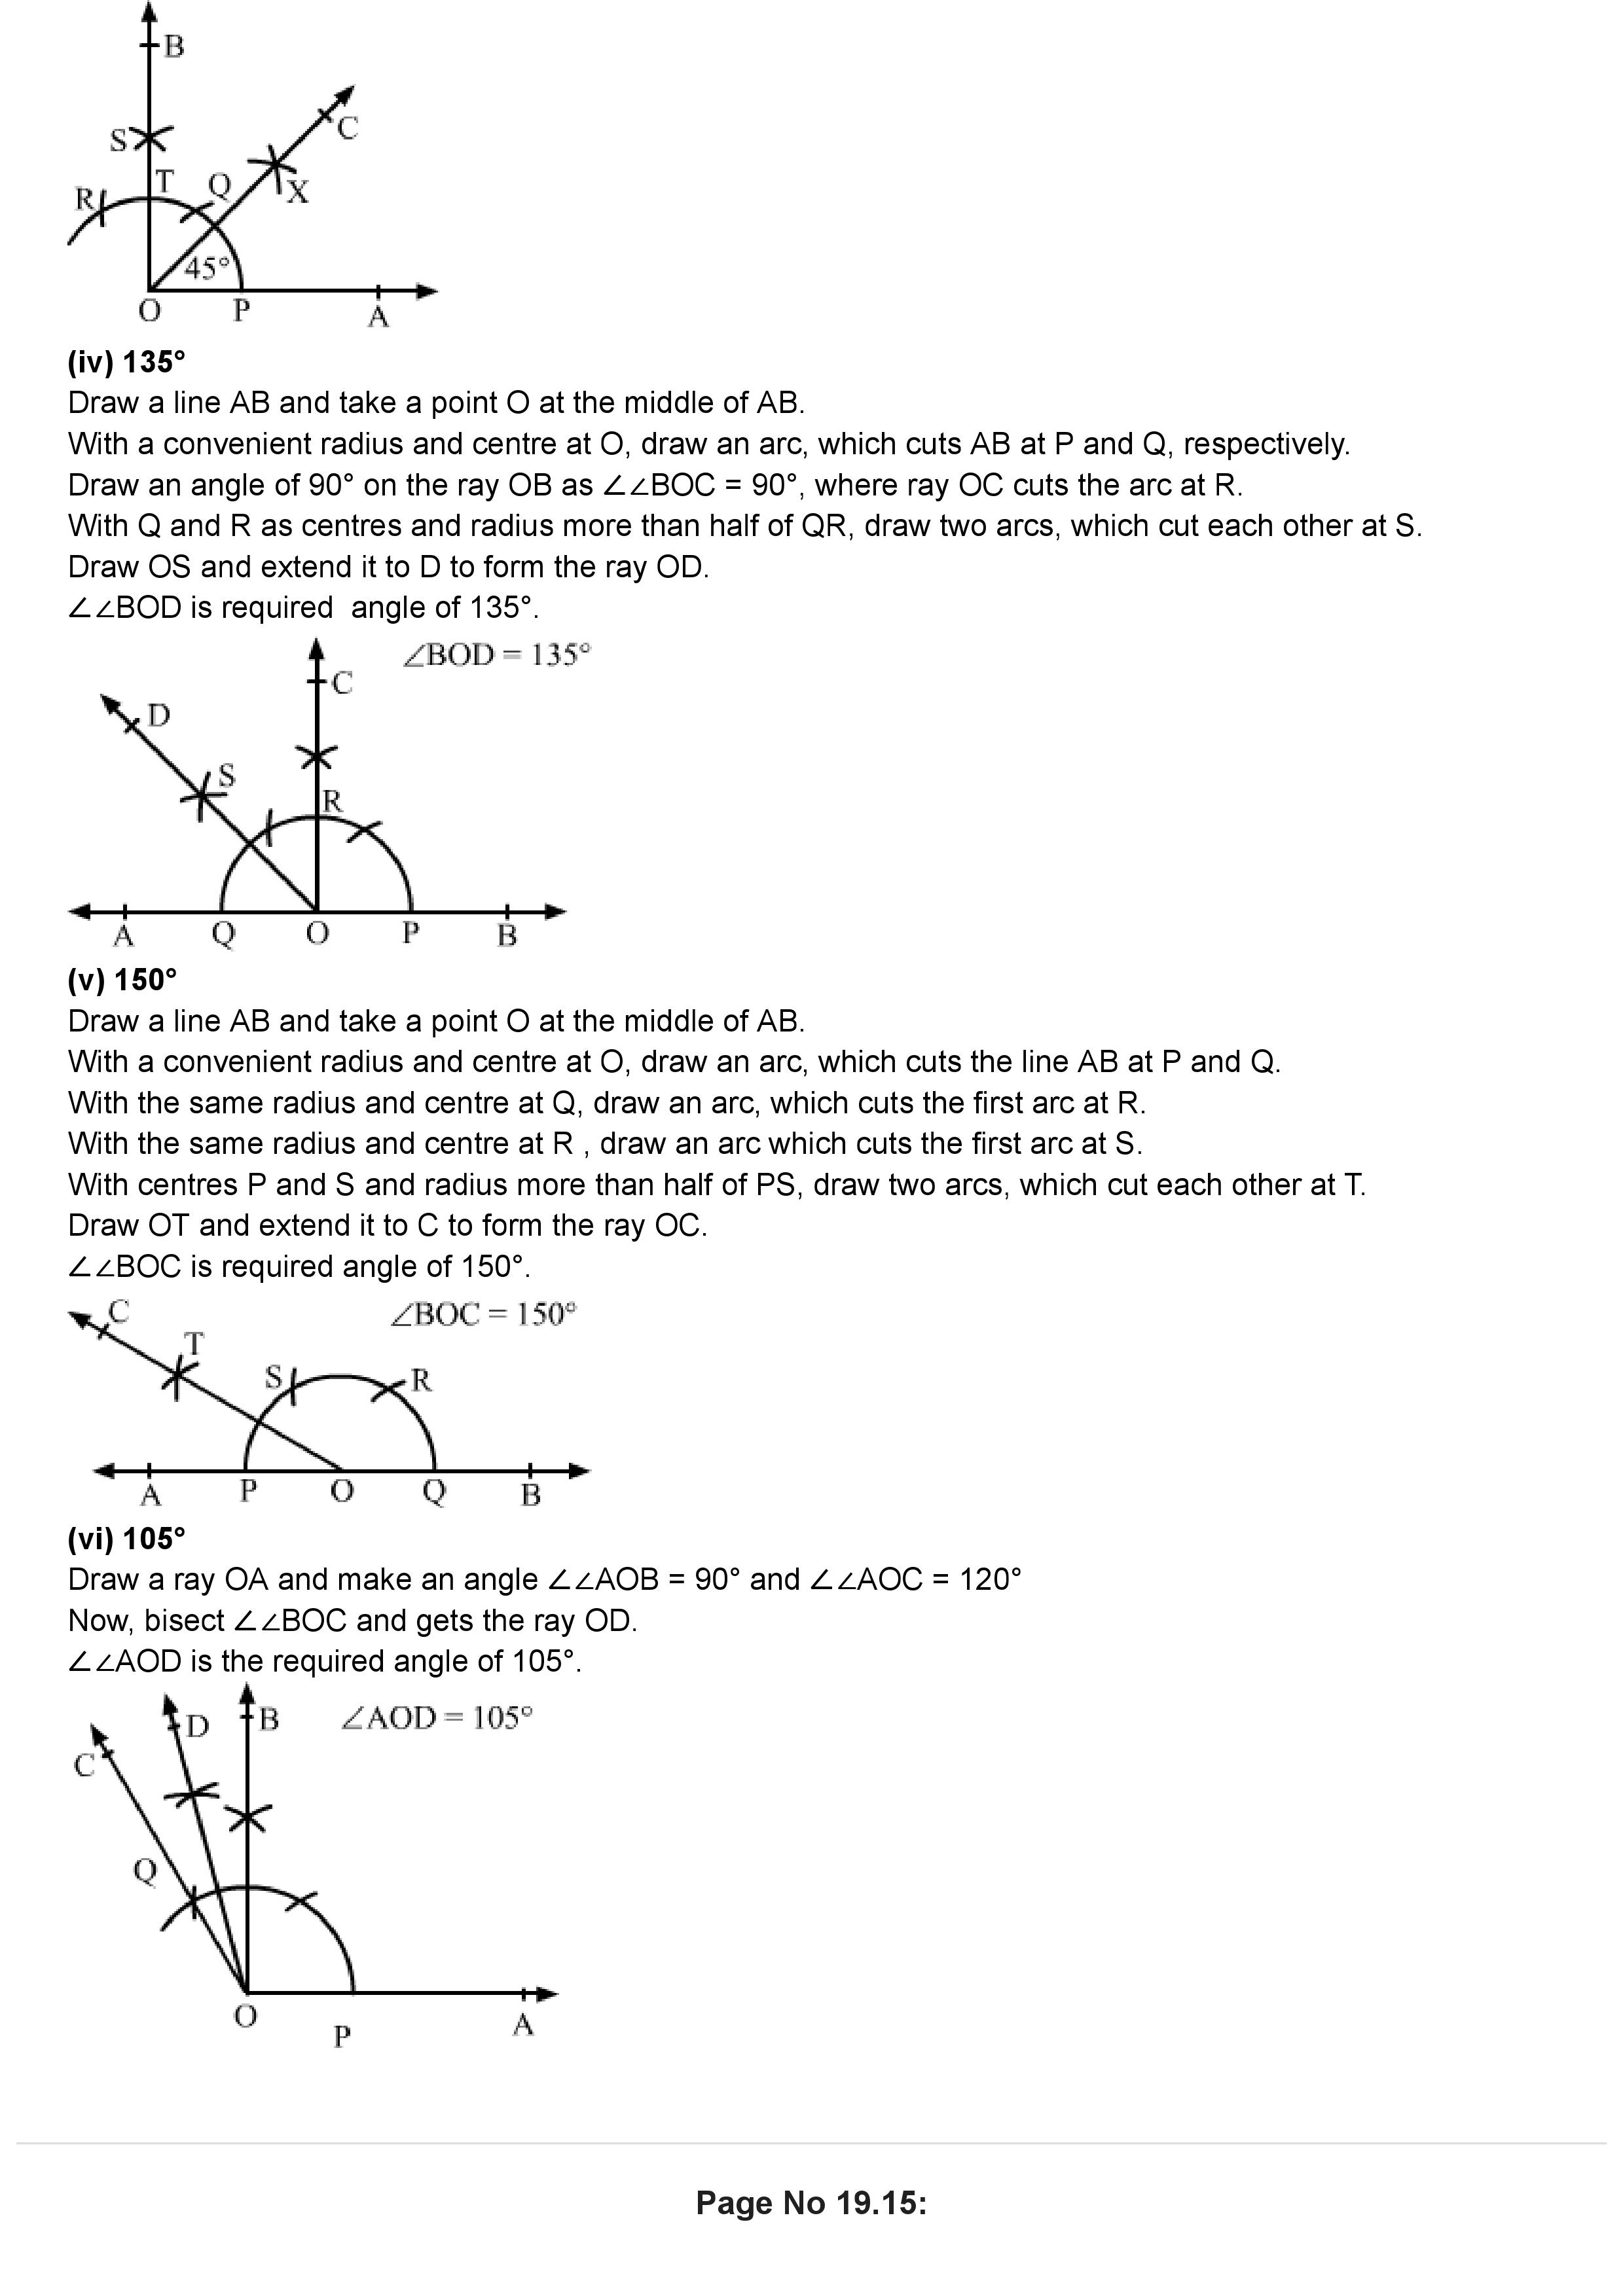 B
C
S
T
Q
R
X
45°
O
P
A
(iv) 135°
Draw a line AB and take a point O at the middle of AB.
With a convenient radius and centre at O, draw an arc, which cuts AB at P and Q, respectively.
Draw an angle of 90° on the ray OB as ∠∠BOC = 90°, where ray OC cuts the arc at R.
With Q and R as centres and radius more than half of QR, draw two arcs, which cut each other at S.
Draw OS and extend it to D to form the ray OD.
∠∠BOD is required  angle of 135°.
∠BOD = 135°
C
D
S
R
A
Q
O
P
B
(v) 150°
Draw a line AB and take a point O at the middle of AB.
With a convenient radius and centre at O, draw an arc, which cuts the line AB at P and Q.
With the same radius and centre at Q, draw an arc, which cuts the first arc at R.
With the same radius and centre at R , draw an arc which cuts the first arc at S.
With centres P and S and radius more than half of PS, draw two arcs, which cut each other at T.
Draw OT and extend it to C to form the ray OC.
∠∠BOC is required angle of 150°.
C
∠BOC = 150°
T
S
R
A
P
O
Q
B
(vi) 105°
Draw a ray OA and make an angle ∠∠AOB = 90° and ∠∠AOC = 120°
Now, bisect ∠∠BOC and gets the ray OD.
∠∠AOD is the required angle of 105°.
D
B
∠AOD = 105°
C
Q
O
P
A
Page No 19.15: